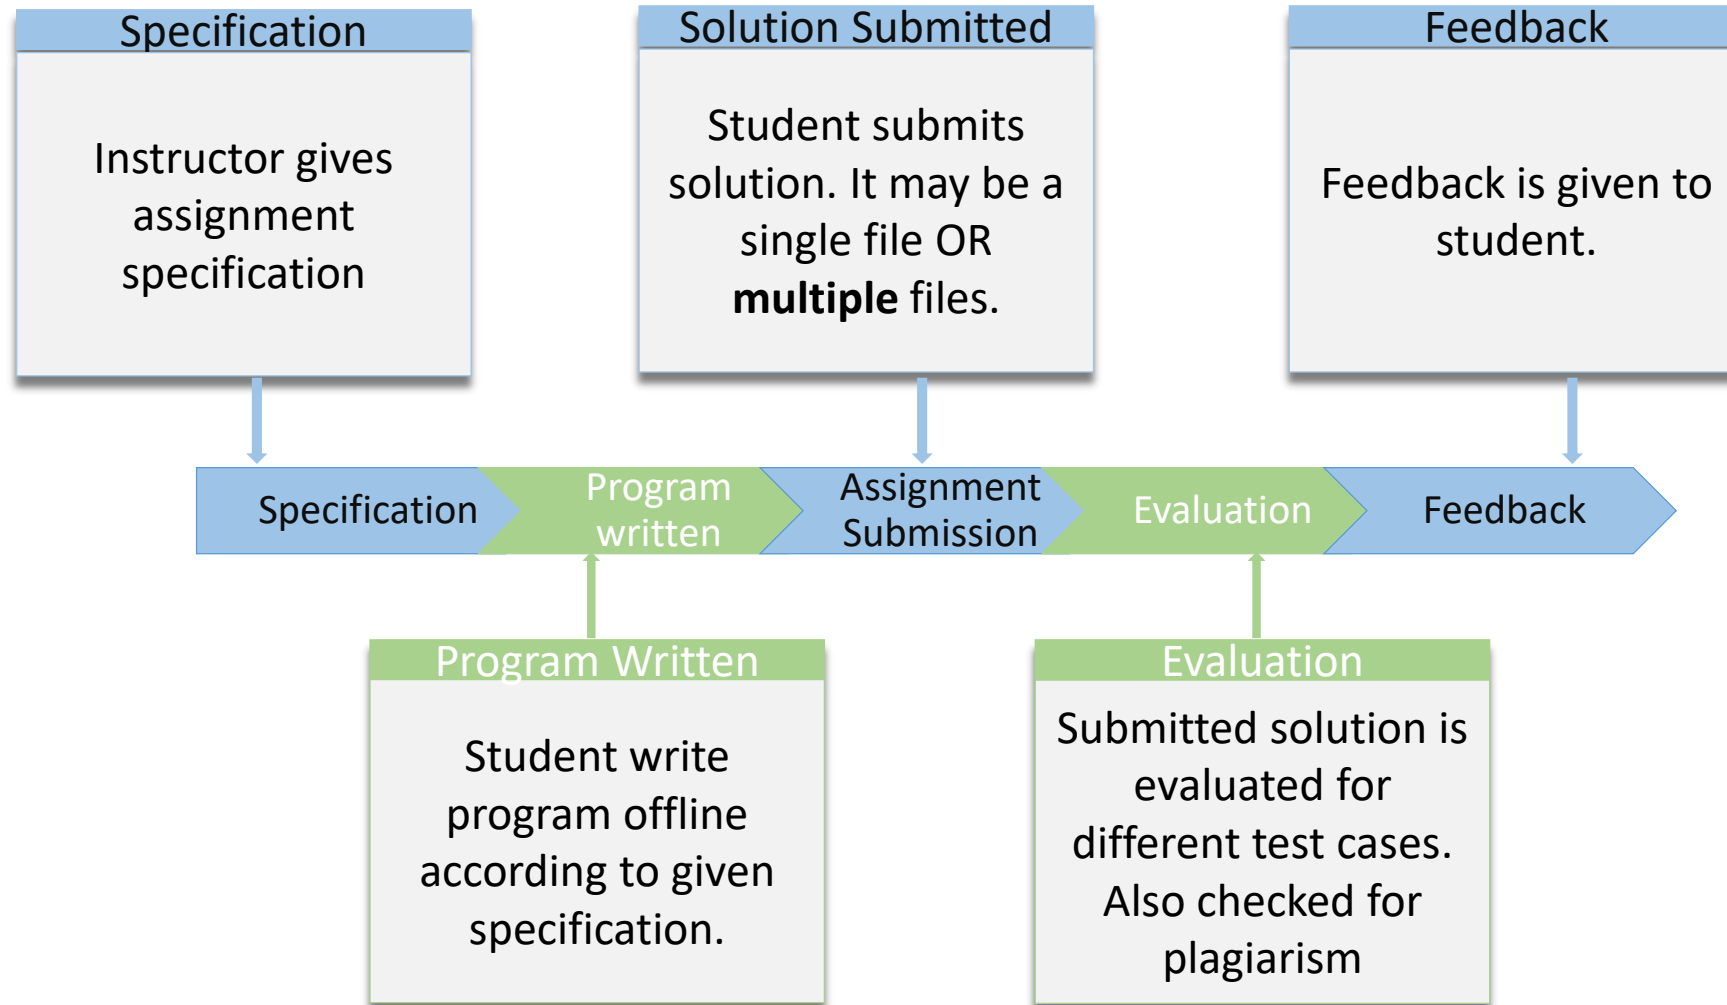 Specification
Instructor gives
assignment
specification
Solution Submitted
Student submits
solution. It may be a
single file OR
multiple files.
Feedback
Feedback is given to
student.
Specification
Program
written
Assignment
Submission
Evaluation
Feedback
Program Written
Student write
program offline
according to given
specification.
Evaluation
Submitted solution is
evaluated for
different test cases.
Also checked for
plagiarism